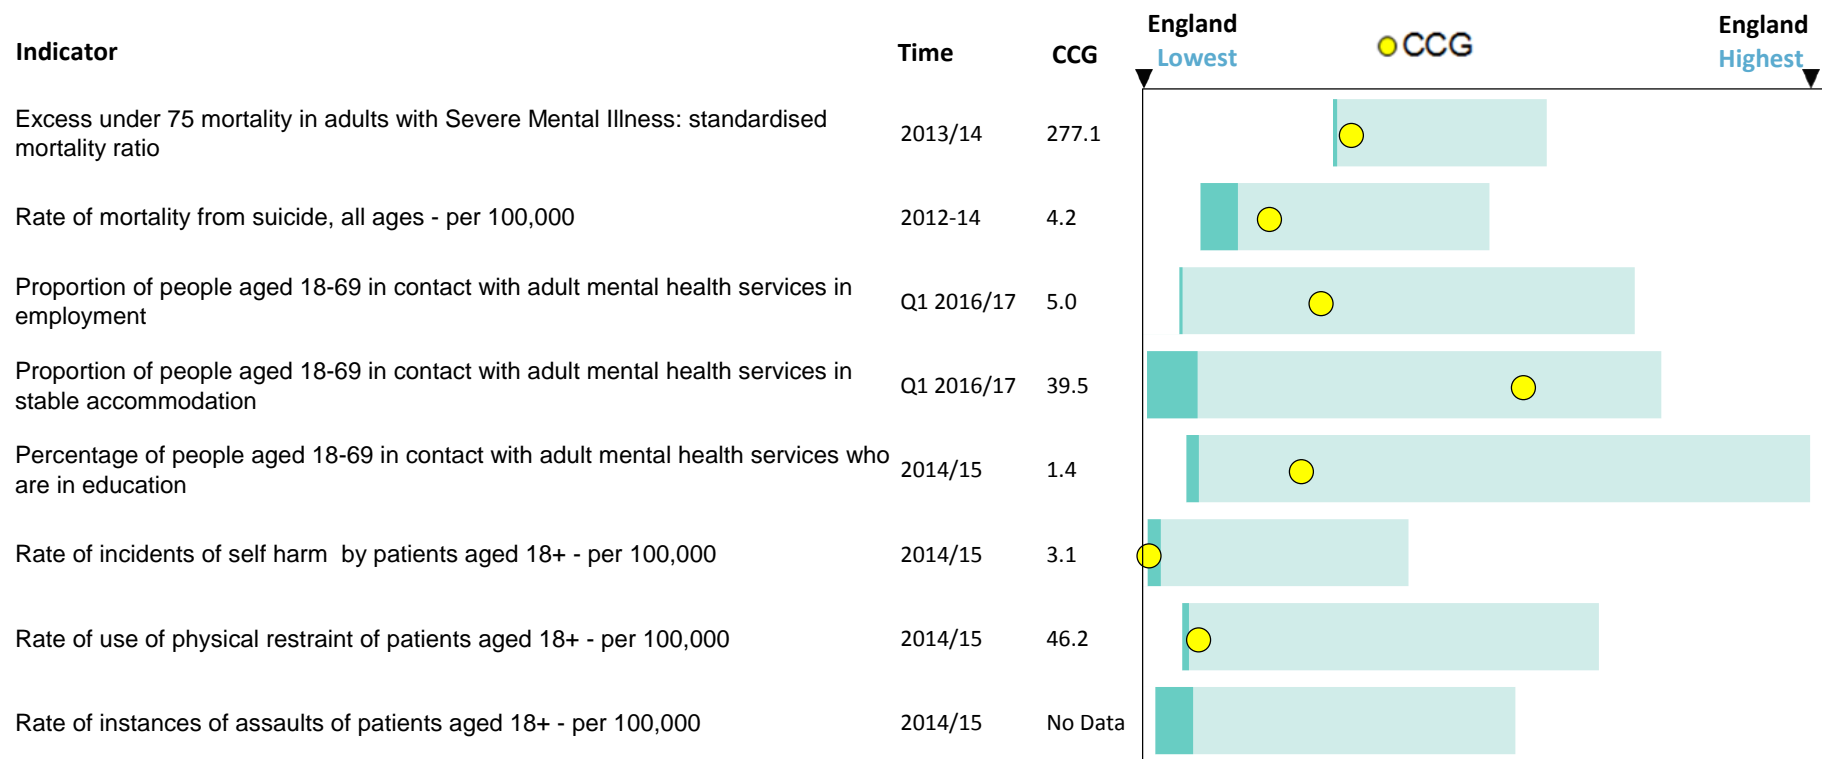 Indicator Time CCG England Lowest CCG England Highest
Excess under 75 mortality in adults with Severe Mental Illness: standardised
mortality ratio
2013/14 277.1
Rate of mortality from suicide, all ages - per 100,000 2012-14 4.2
Proportion of people aged 18-69 in contact with adult mental health services in
employment
Q1 2016/17 5.0
Proportion of people aged 18-69 in contact with adult mental health services in
stable accommodation
Q1 2016/17 39.5
Percentage of people aged 18-69 in contact with adult mental health services who
are in education
2014/15 1.4
Rate of incidents of self harm  by patients aged 18+ - per 100,000 2014/15 3.1
Rate of use of physical restraint of patients aged 18+ - per 100,000 2014/15 46.2
Rate of instances of assaults of patients aged 18+ - per 100,000 2014/15 No Data